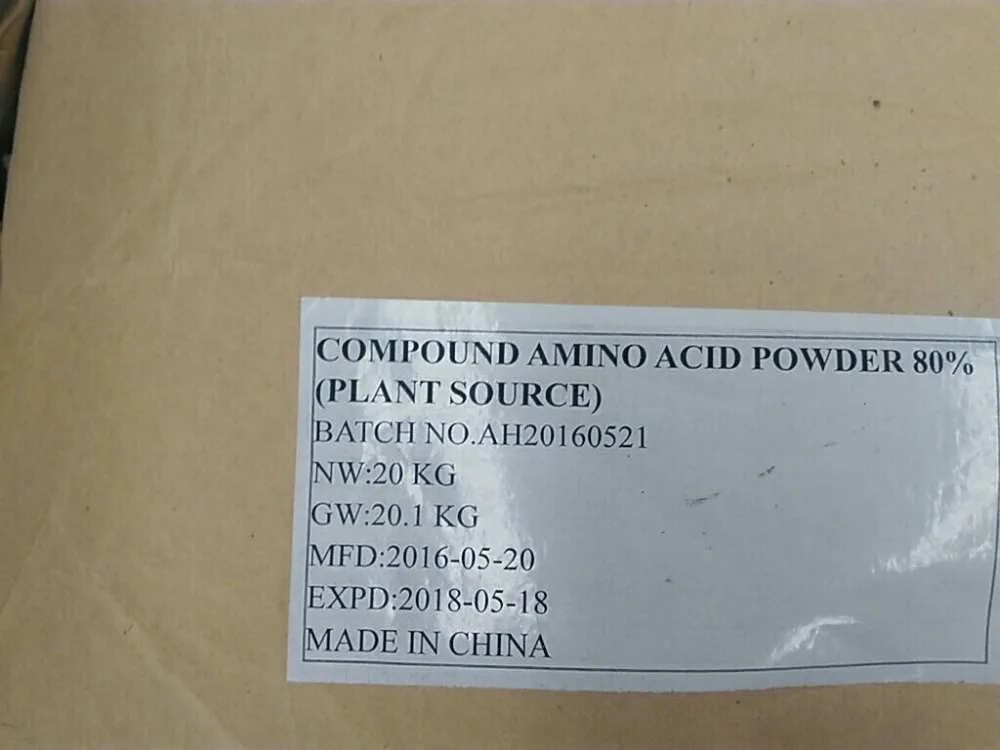 COMPOUND AMINO ACID POWDER 80%
(PLANT SOURCE)
BATCH NO.AH20160521
NW:20 KG
GW:20.1 KG
MFD:2016-05-20
EXPD:2018-05-18
MADE IN CHINA